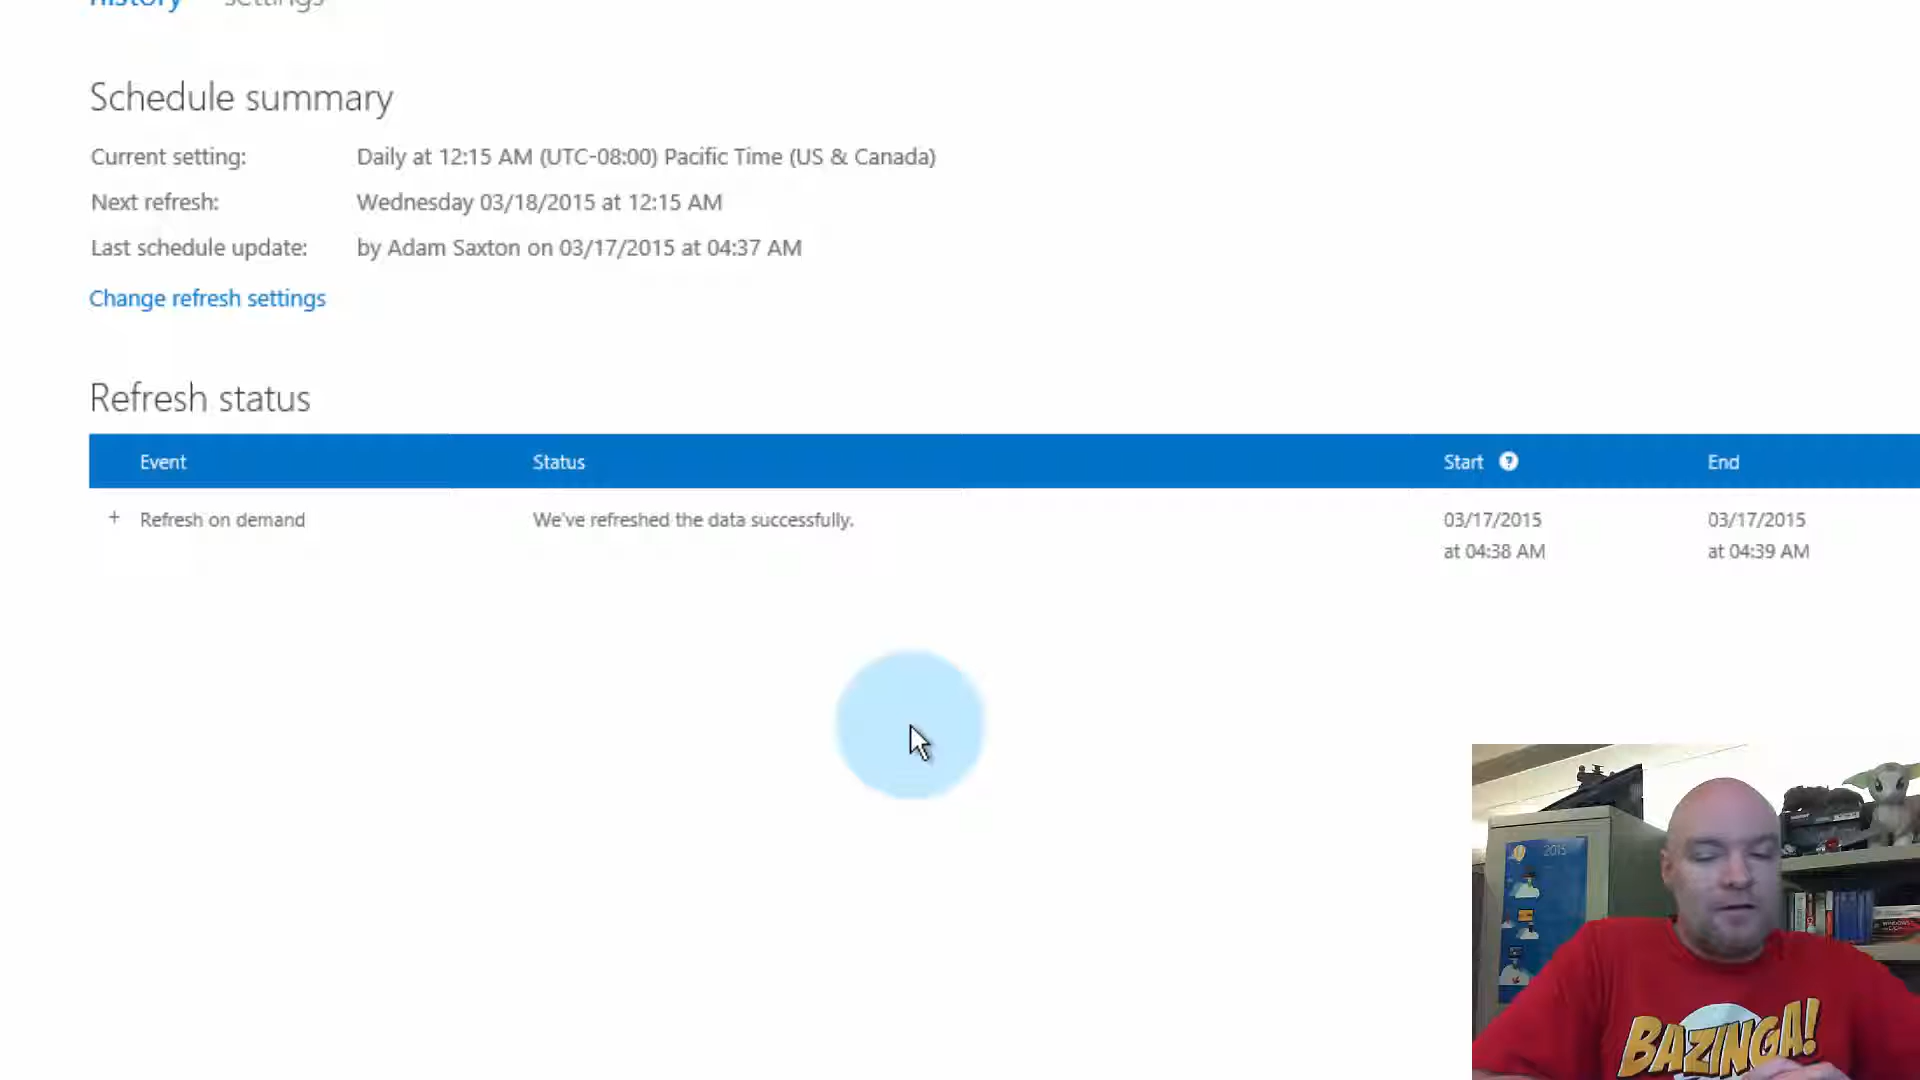 history settings
Schedule summary
Current setting: Daily at 12:15 AM (UTC-08:00) Pacific Time (US & Canada)
Next refresh: Wednesday 03/18/2015 at 12:15 AM
Last schedule update: by Adam Saxton on 03/17/2015 at 04:37 AM
Change refresh settings
Refresh status
Event Status Start ? End
+ Refresh on demand We've refreshed the data successfully. 03/17/2015 03/17/2015
at 04:38 AM at 04:39 AM
2015
BAZINGA!